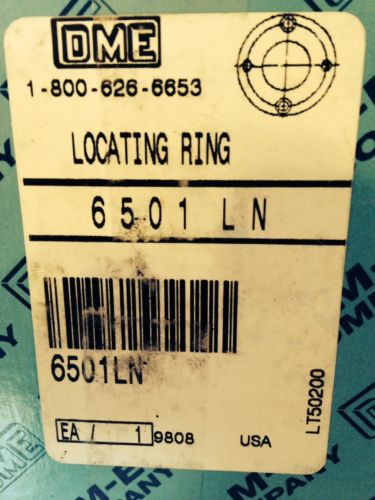 DME
1-800-626-6653
LOCATING RING
6501 LN
6501LN
EA / 1 9808 USA
LT50200